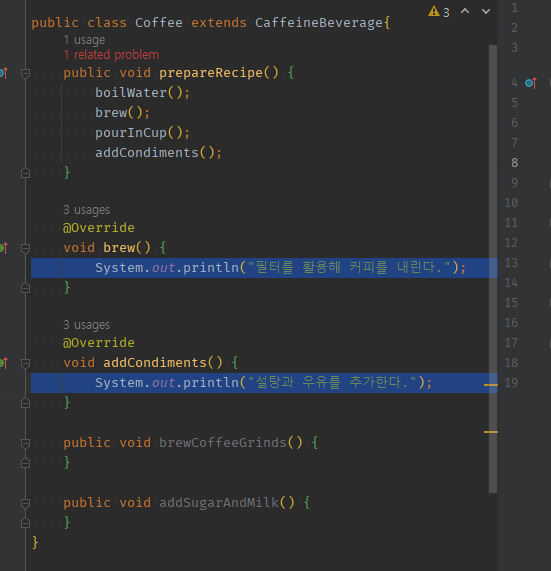 public class Coffee extends CaffeineBeverage{
3
1 usage
1 related problem
public void prepareRecipe() {
boilWater();
brew();
pourInCup();
addCondiments();
}
3 usages
@Override
void brew() {
System.out.println("필터를 활용해 커피를 내린다.");
}
3 usages
@Override
void addCondiments() {
System.out.println("설탕과 우유를 추가한다.");
}
public void brewCoffeeGrinds() {
}
public void addSugarAndMilk() {
}
}
1
2
3
4
5
6
7
8
9
10
11
12
13
14
15
16
17
18
19